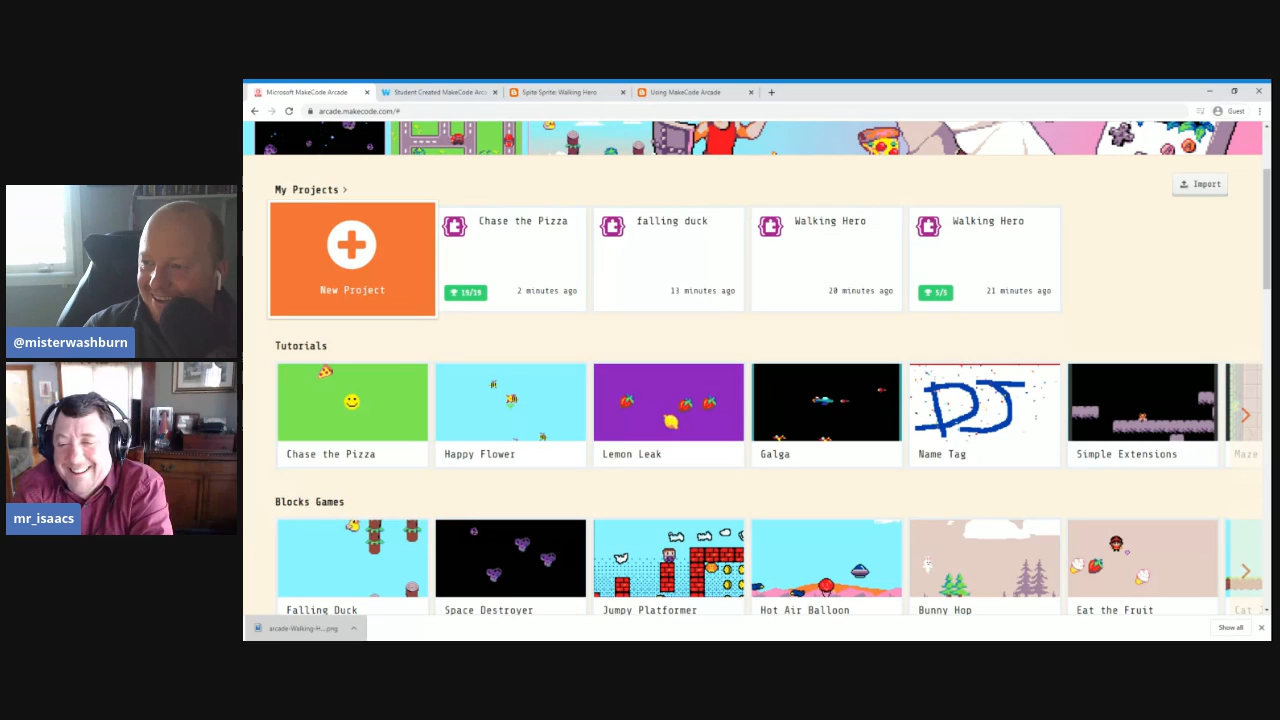 Microsoft MakeCode Arcade
Student Created MakeCode Arc
Spite Sprite: Walking Hero
Using MakeCode Arcade
arcade.makecode.com/#
Guest
My Projects >
Import
New Project
Chase the Pizza
19/19
2 minutes ago
falling duck
13 minutes ago
Walking Hero
20 minutes ago
Walking Hero
5/5
21 minutes ago
Tutorials
DJ
Chase the Pizza
Happy Flower
Lemon Leak
Galga
Name Tag
Simple Extensions
Maze
Blocks Games
Falling Duck
Space Destroyer
Jumpy Platformer
Hot Air Balloon
Bunny Hop
Eat the Fruit
Cat
arcade-Walking-H....png
Show all
@misterwashburn
mr_isaacs